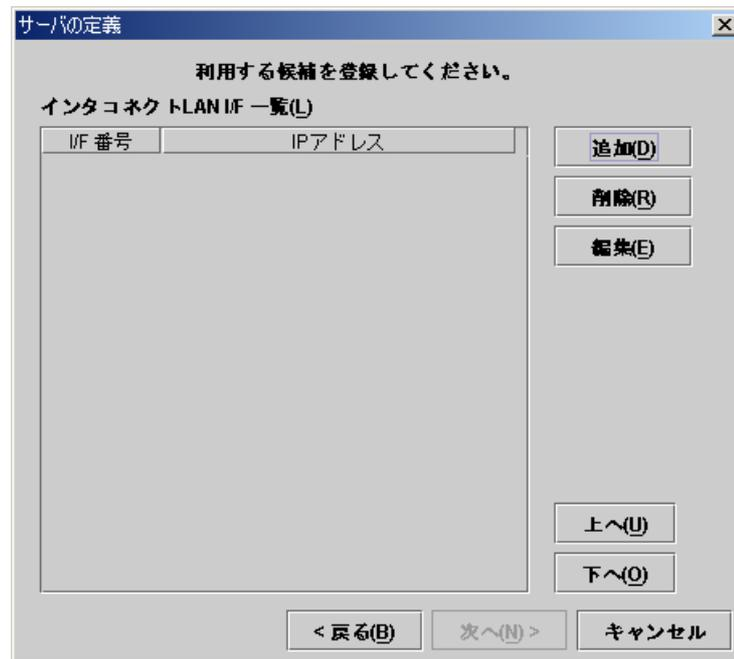 サーバの定義
利用する候補を登録してください。
インタコネクトLAN I/F 一覧(L)
I/F 番号 IPアドレス
追加(D)
削除(R)
編集(E)
上へ(U)
下へ(O)
< 戻る(B) 次へ(N) > キャンセル